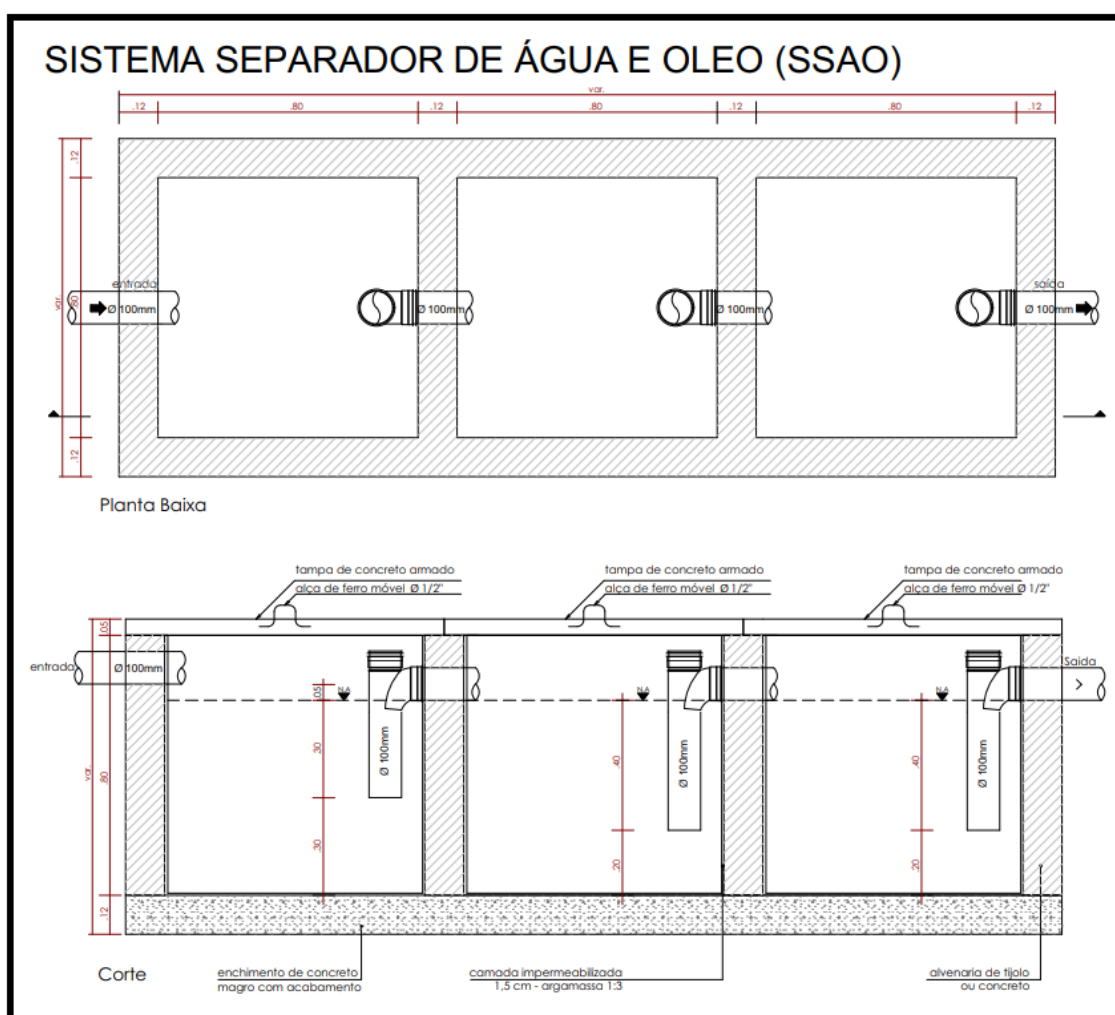 SISTEMA SEPARADOR DE ÁGUA E OLEO (SSAO)
var.
.12 .80 .12 .80 .12 .80 .12
.12
var.
.80
.12
entrada
Ø 100mm
Ø 100mm
Ø 100mm
saída
Ø 100mm
Planta Baixa
tampa de concreto armado
alça de ferro móvel Ø 1/2"
tampa de concreto armado
alça de ferro móvel Ø 1/2"
tampa de concreto armado
alça de ferro móvel Ø 1/2"
.05
entrada
Ø 100mm
Saida
.05
N.A
N.A
N.A
.30
Ø 100mm
.40
Ø 100mm
.40
Ø 100mm
var.
.80
.30
.20
.20
.12
Corte
enchimento de concreto
magro com acabamento
camada impermeabilizada
1,5 cm - argamassa 1:3
alvenaria de tijolo
ou concreto